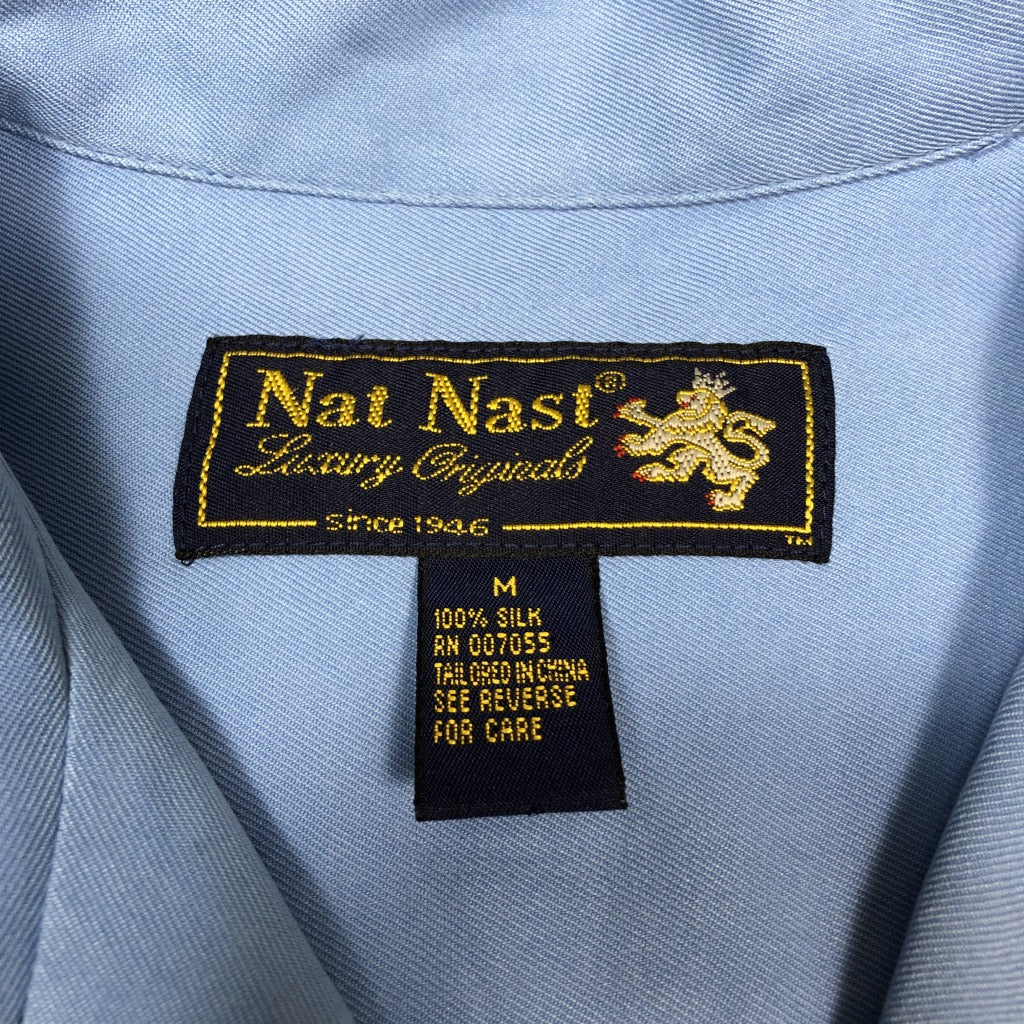 Nat Nast®
Luxury Originals
since 1946
TM
M
100% SILK
RN 007055
TAILORED IN CHINA
SEE REVERSE
FOR CARE